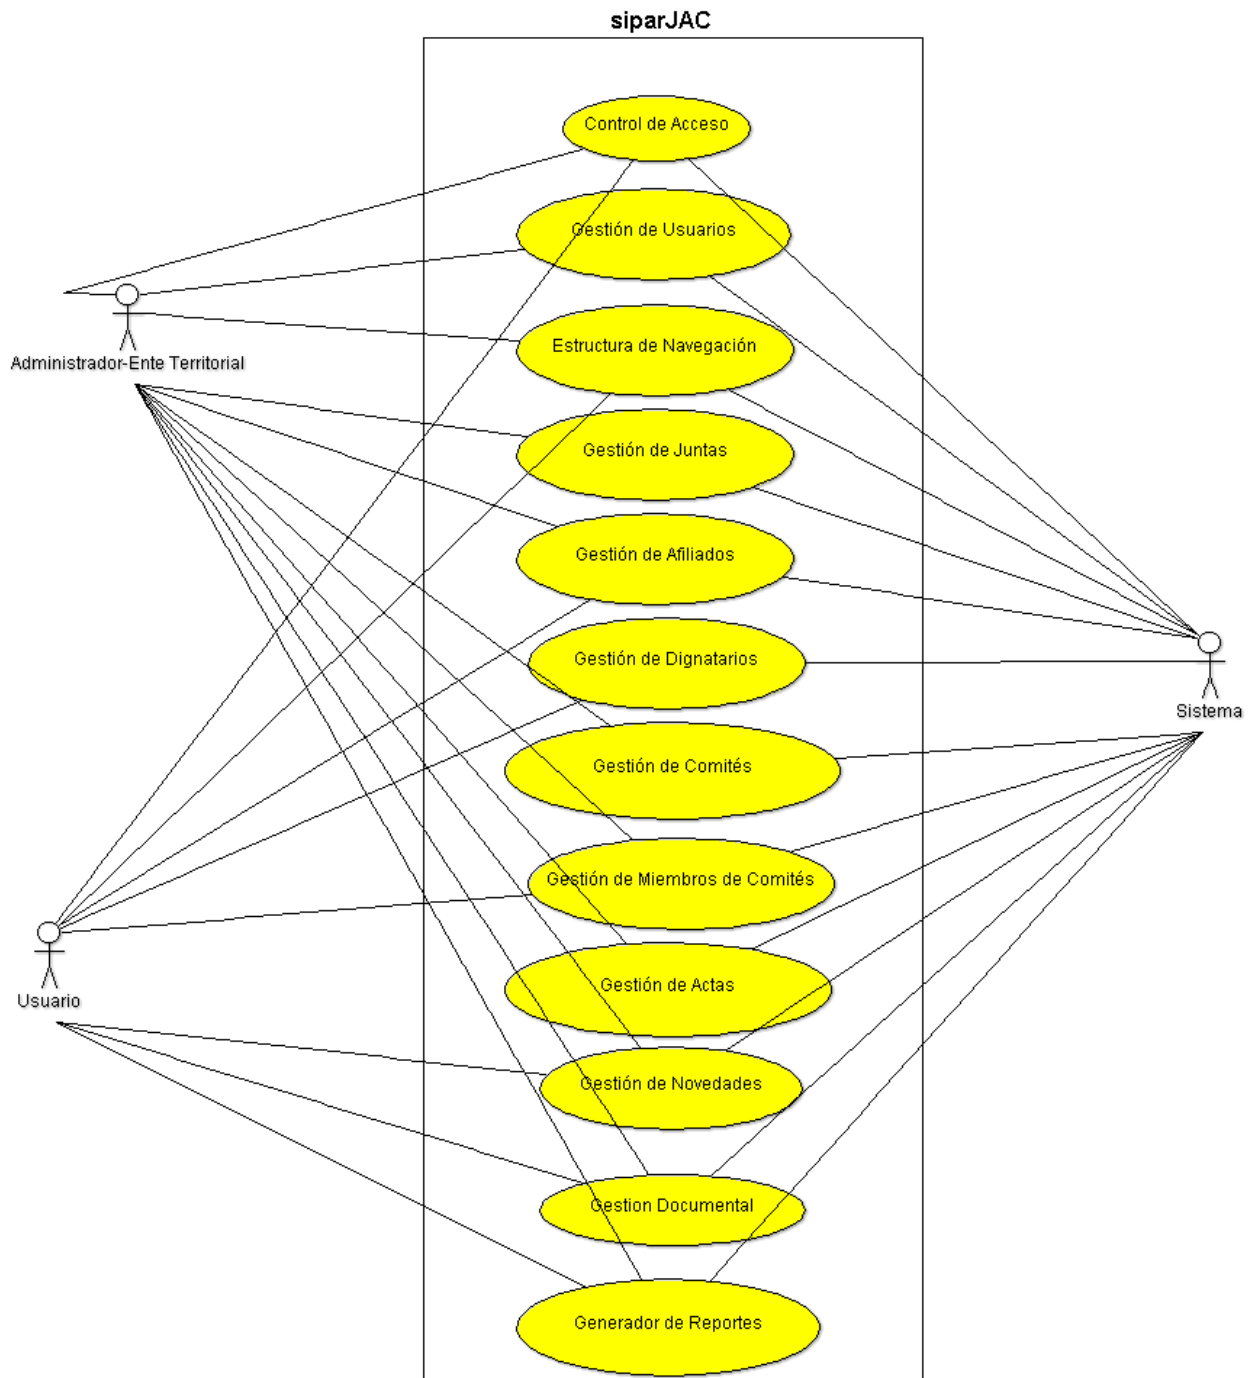 siparJAC
Control de Acceso
Gestión de Usuarios
Estructura de Navegación
Administrador-Ente Territorial
Gestión de Juntas
Gestión de Afiliados
Gestión de Dignatarios
Sistema
Gestión de Comités
Gestión de Miembros de Comités
Gestión de Actas
Usuario
Gestión de Novedades
Gestion Documental
Generador de Reportes